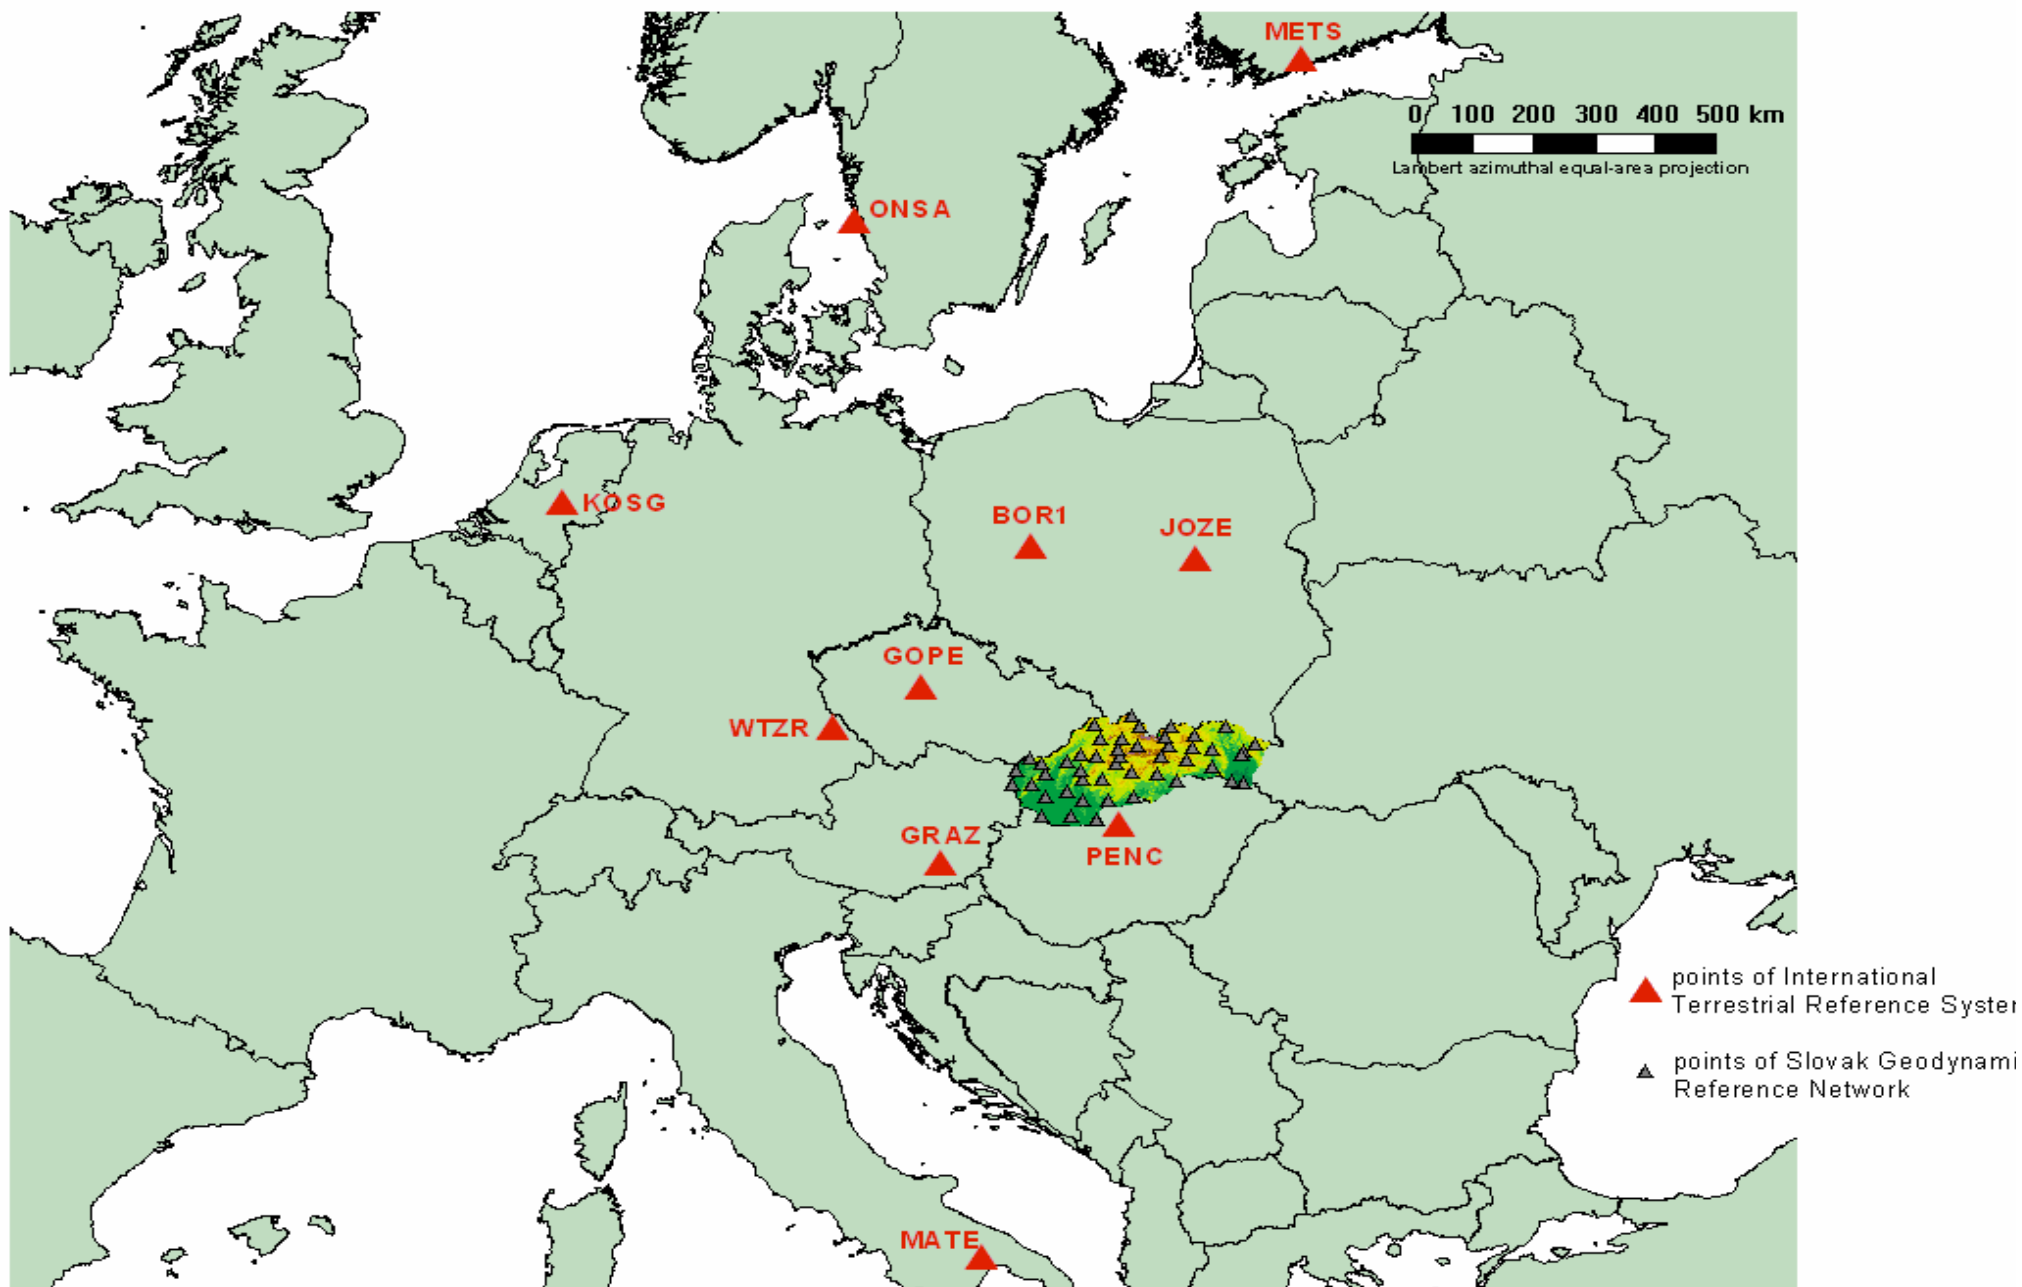 METS
0 100 200 300 400 500 km
Lambert azimuthal equal-area projection
ONSA
KOSG
BOR1
JOZE
GOPE
WTZR
GRAZ
PENC
points of International
Terrestrial Reference Syster
points of Slovak Geodynami
Reference Network
MATE